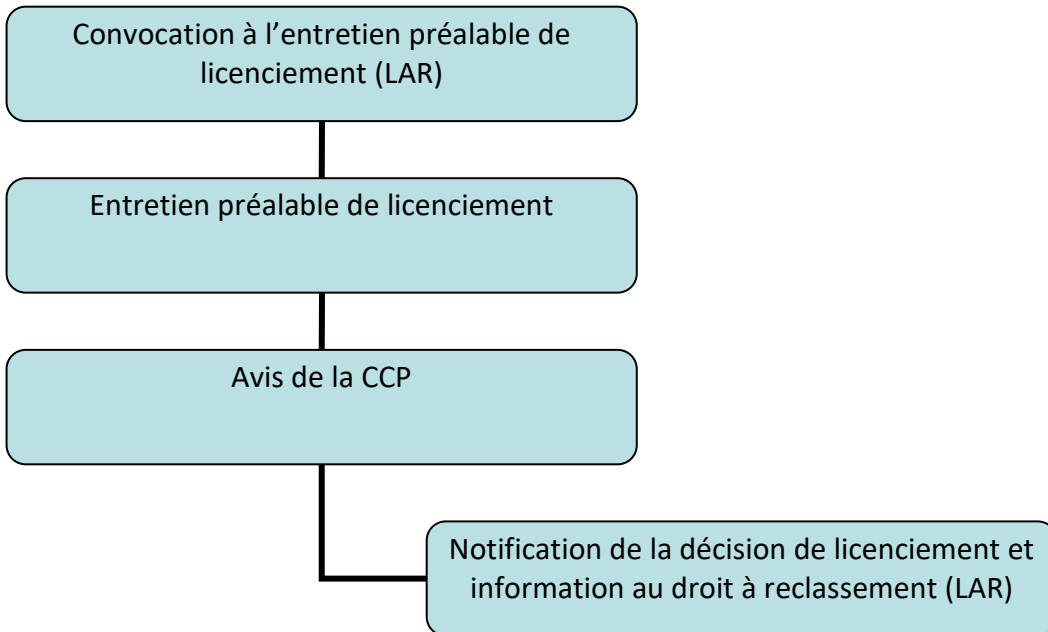 Convocation à l’entretien préalable de
licenciement (LAR)
Entretien préalable de licenciement
Avis de la CCP
Notification de la décision de licenciement et
information au droit à reclassement (LAR)